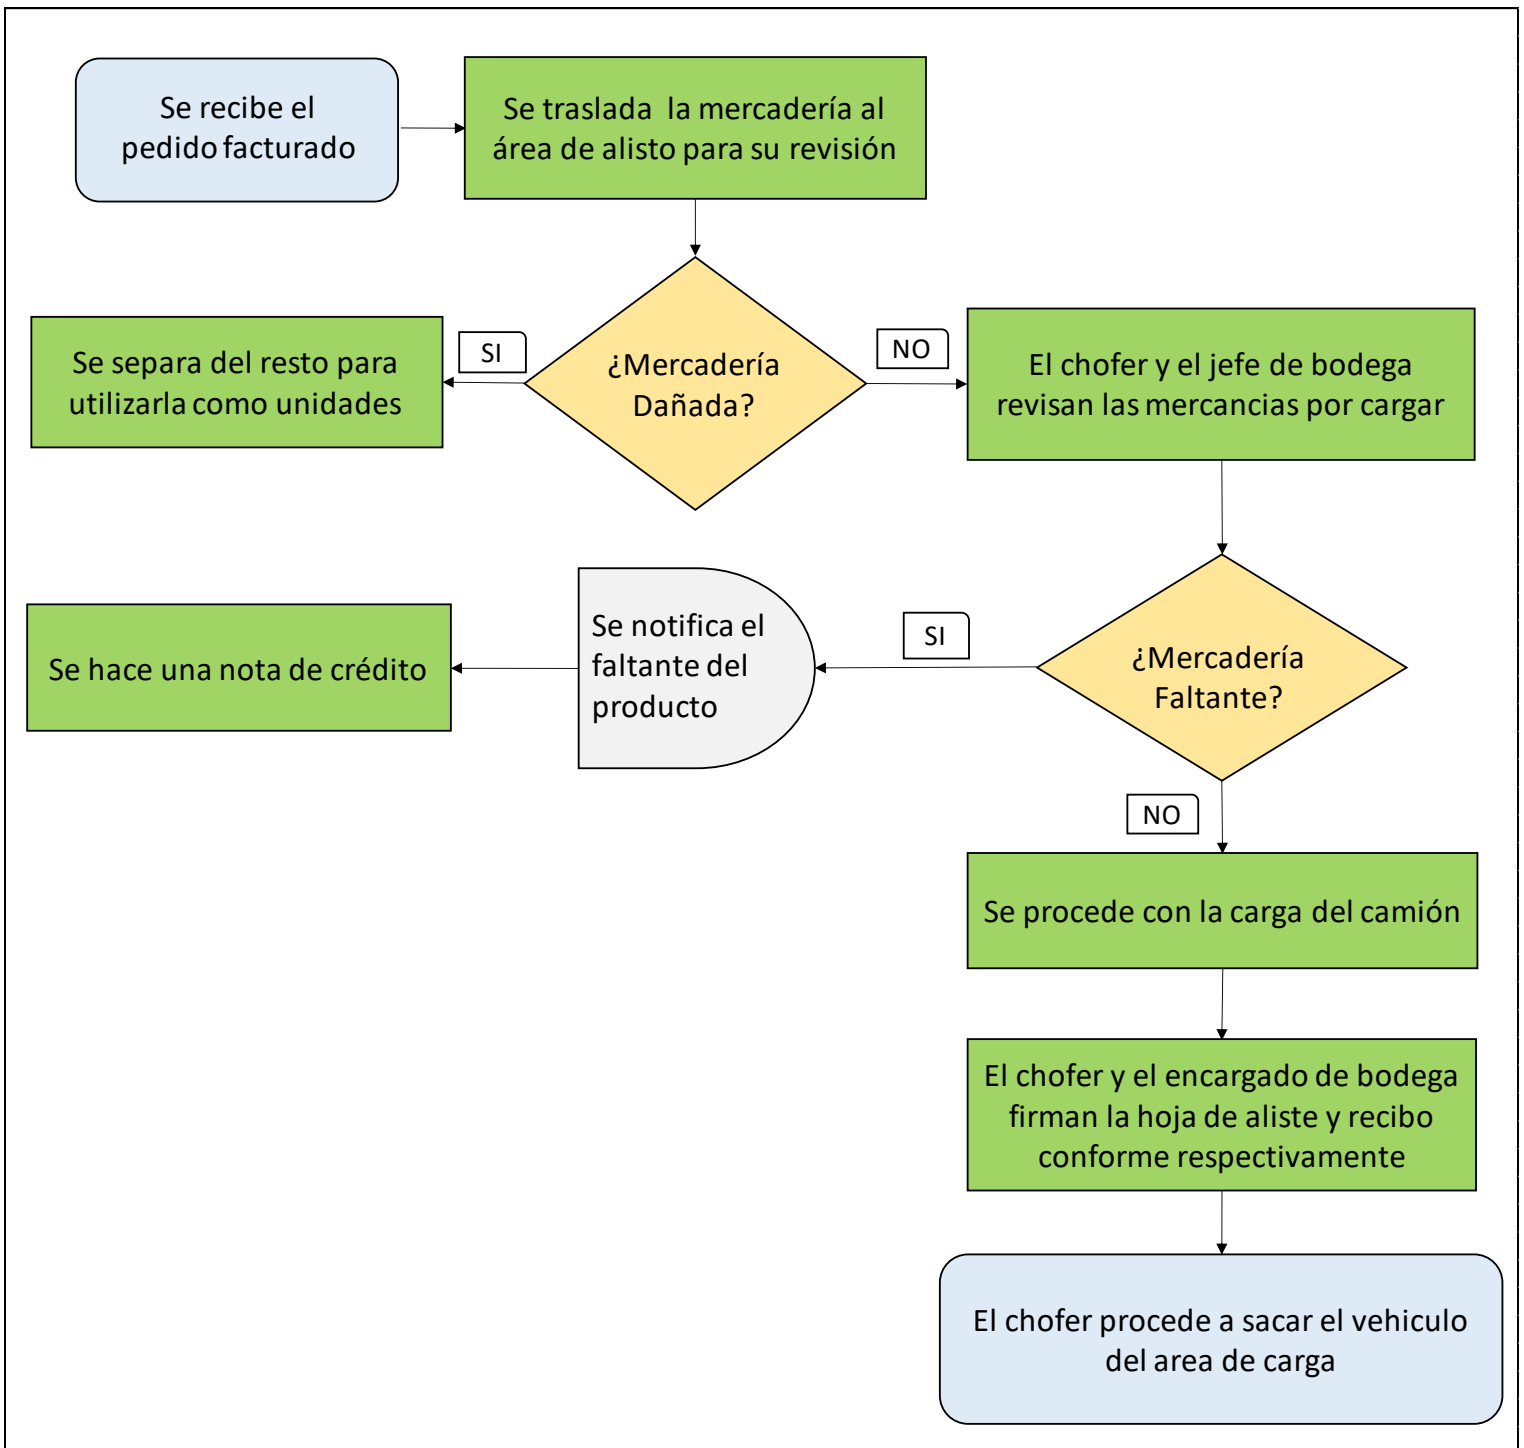 Se recibe el
pedido facturado
Se traslada la mercadería al
área de alisto para su revisión
¿Mercadería
Dañada?
SI
Se separa del resto para
utilizarla como unidades
NO
El chofer y el jefe de bodega
revisan las mercancias por cargar
¿Mercadería
Faltante?
SI
Se notifica el
faltante del
producto
Se hace una nota de crédito
NO
Se procede con la carga del camión
El chofer y el encargado de bodega
firman la hoja de aliste y recibo
conforme respectivamente
El chofer procede a sacar el vehiculo
del area de carga